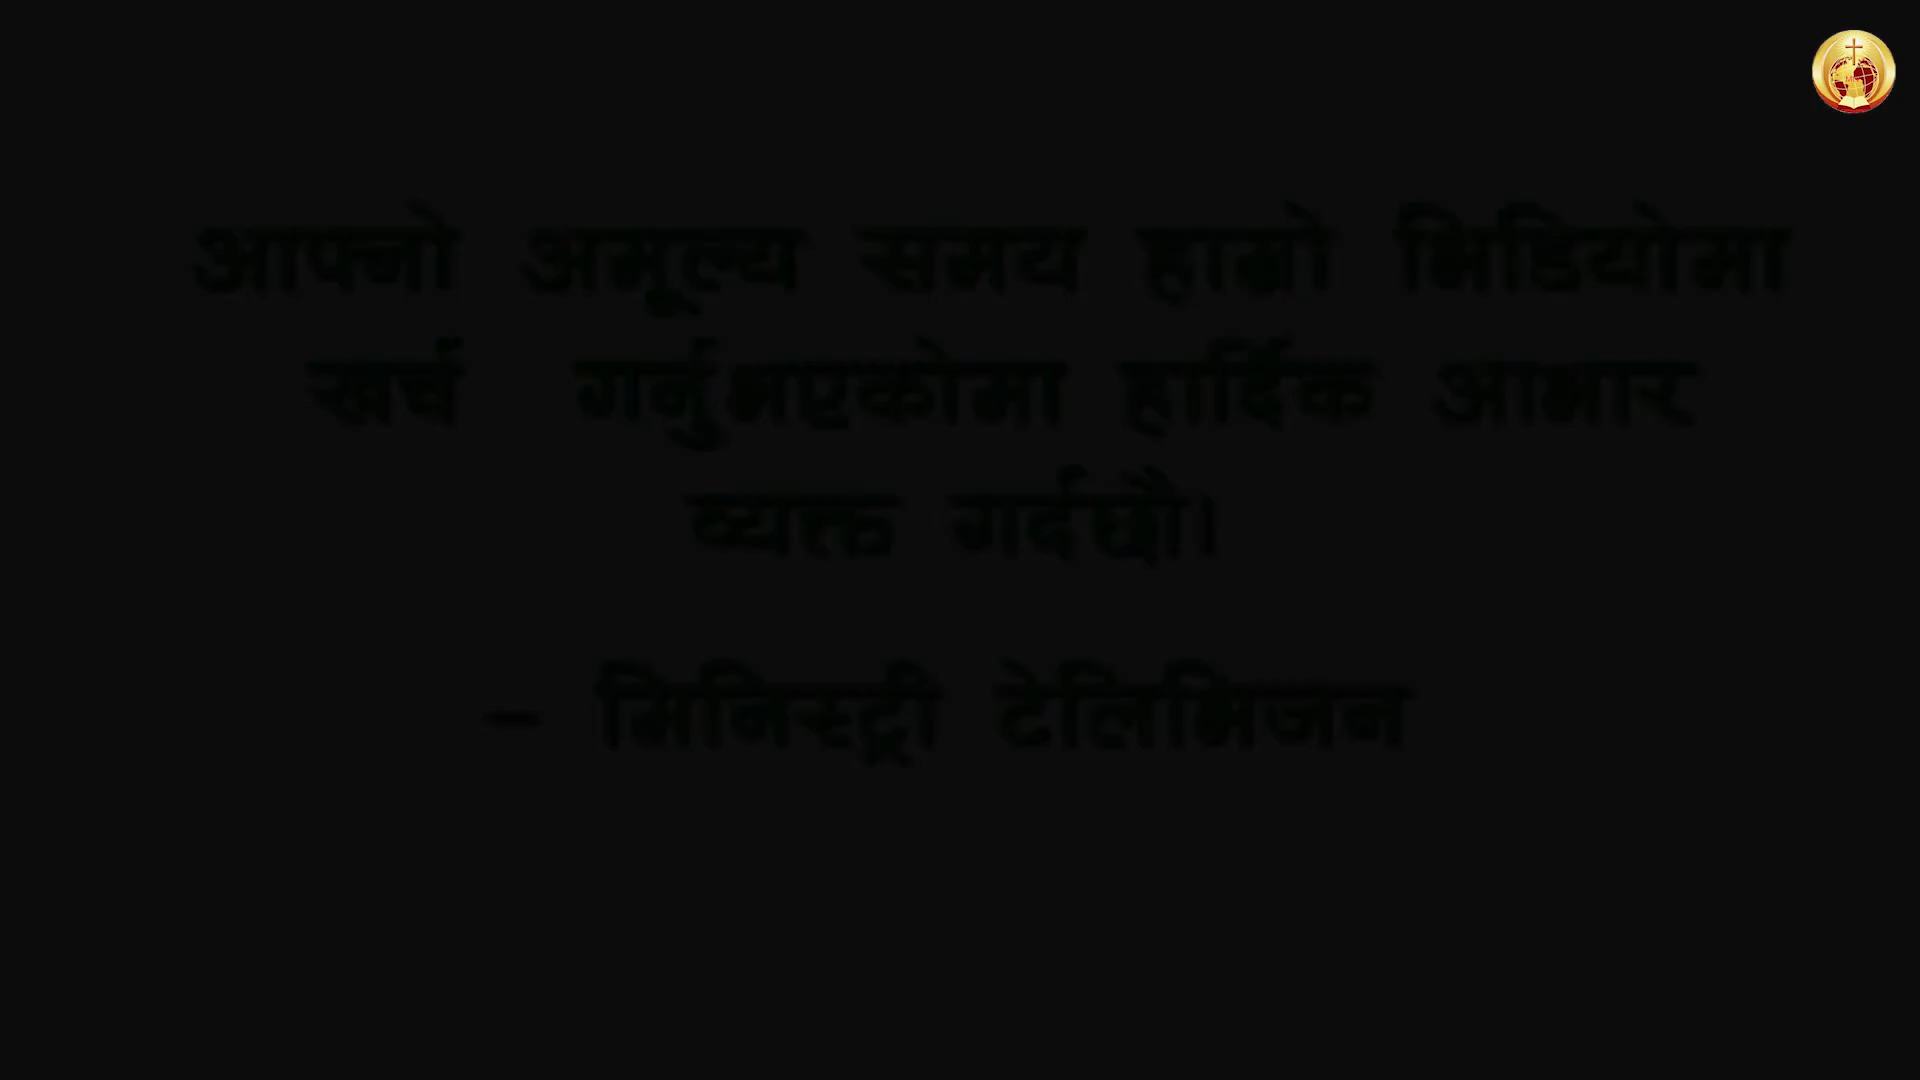 आफ्नो अमूल्य समय हाम्रो भिडियोमा
खर्च गर्नुभएकोमा हार्दिक आभार
व्यक्त गर्दछौ।
- मिनिस्ट्री टेलिभिजन